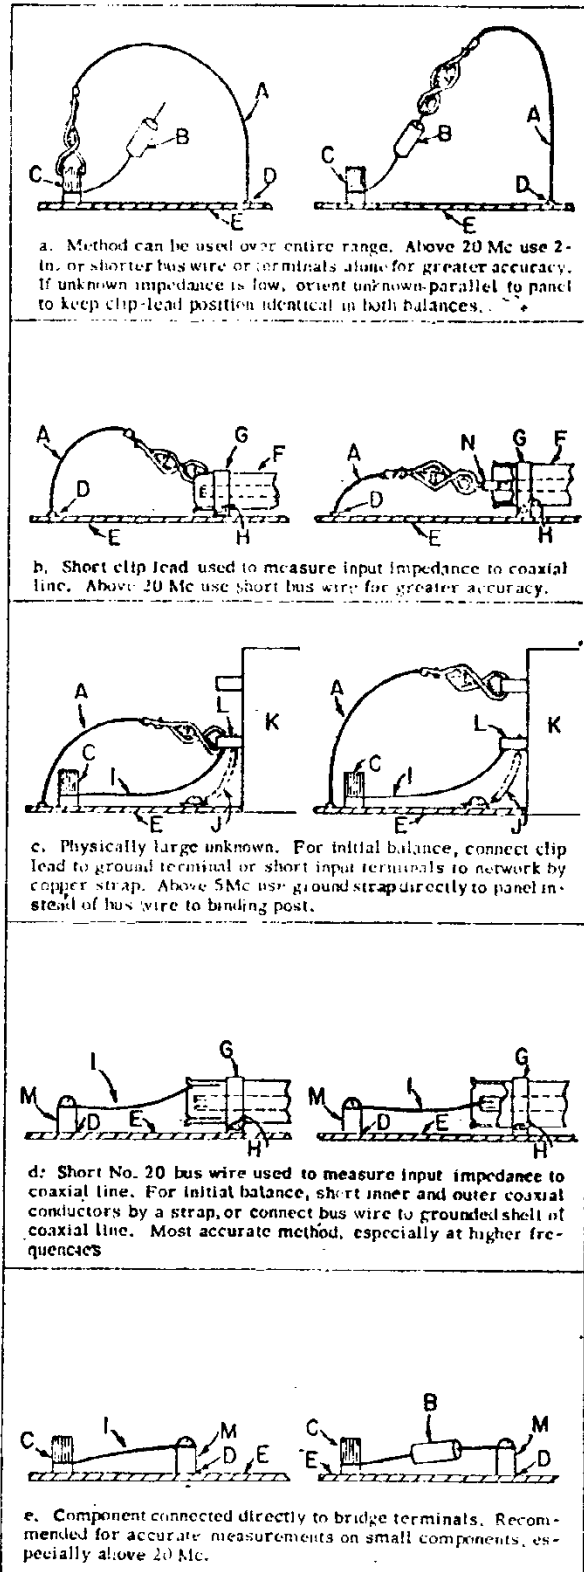 A
B
C
D
E
A
B
C
D
E
a. Method can be used over entire range. Above 20 Mc use 2-
in. or shorter bus wire or terminals alone for greater accuracy.
If unknown impedance is low, orient unknown parallel to panel
to keep clip-lead position identical in both balances.
A
G
F
D
E
H
A
N
G
F
D
E
H
b. Short clip lead used to measure input impedance to coaxial
line. Above 20 Mc use short bus wire for greater accuracy.
A
L
K
C
I
E
J
A
L
K
C
I
E
J
c. Physically large unknown. For initial balance, connect clip
lead to ground terminal or short input terminals to network by
copper strap. Above 5Mc use ground strap directly to panel in-
stead of bus wire to binding post.
I
G
M
D
E
H
G
I
M
D
E
H
d. Short No. 20 bus wire used to measure input impedance to
coaxial line. For initial balance, short inner and outer coaxial
conductors by a strap, or connect bus wire to grounded shell of
coaxial line. Most accurate method, especially at higher fre-
quencies
C
I
M
D
E
B
C
M
E
D
e. Component connected directly to bridge terminals. Recom-
mended for accurate measurements on small components, es-
pecially above 20 Mc.